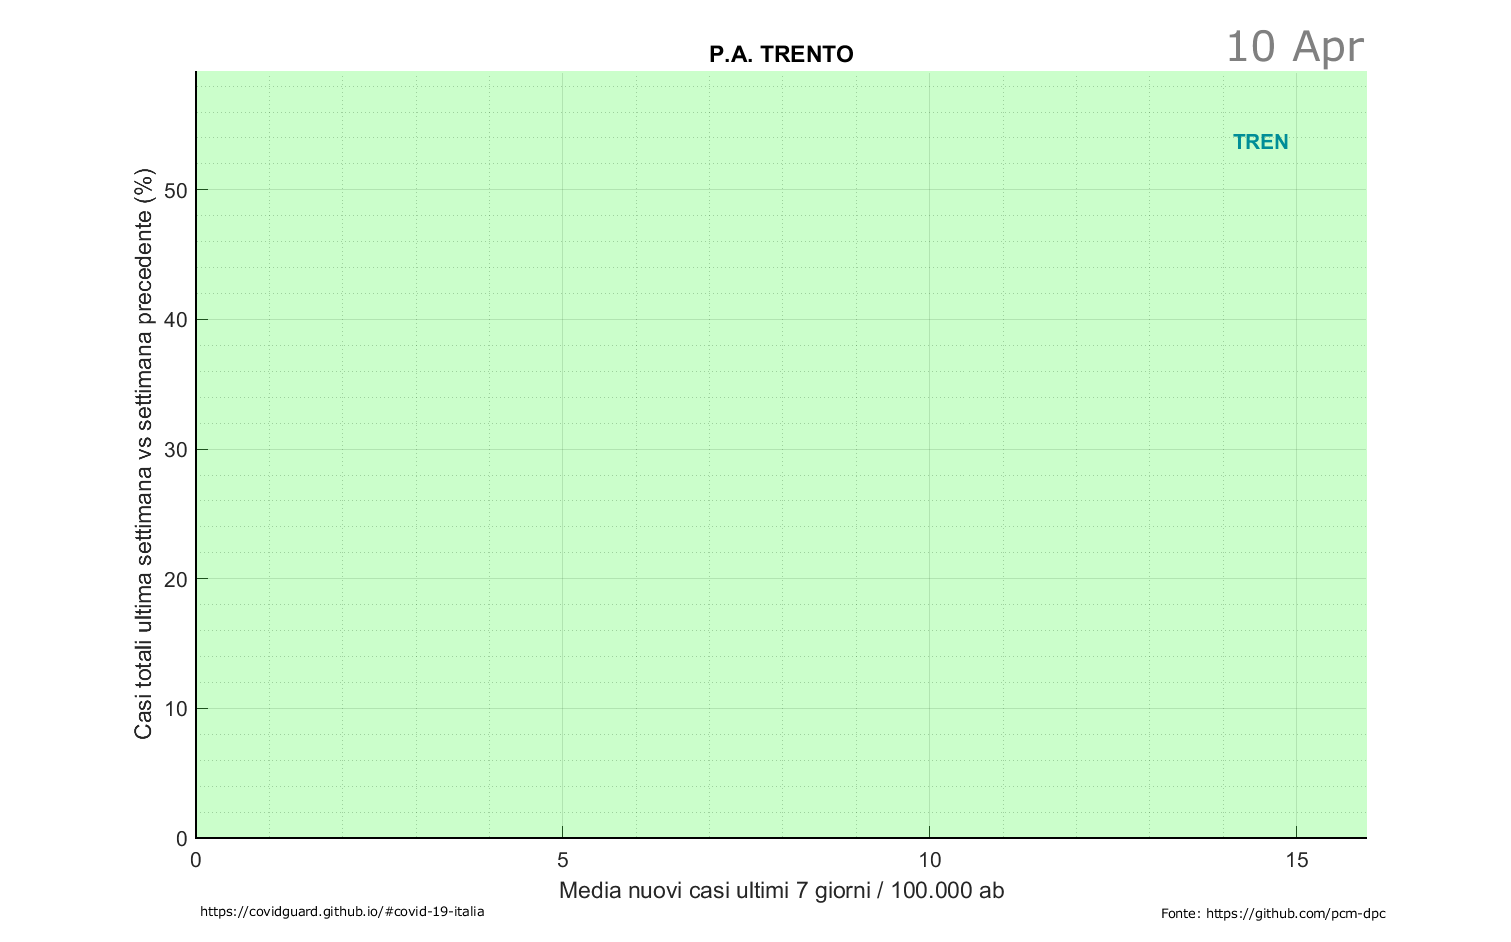 10 Apr
P.A. TRENTO
TREN
Casi totali ultima settimana vs settimana precedente (%)
50
40
30
20
10
0
0 5 10 15
Media nuovi casi ultimi 7 giorni / 100.000 ab
https://covidguard.github.io/#covid-19-italia
Fonte: https://github.com/pcm-dpc